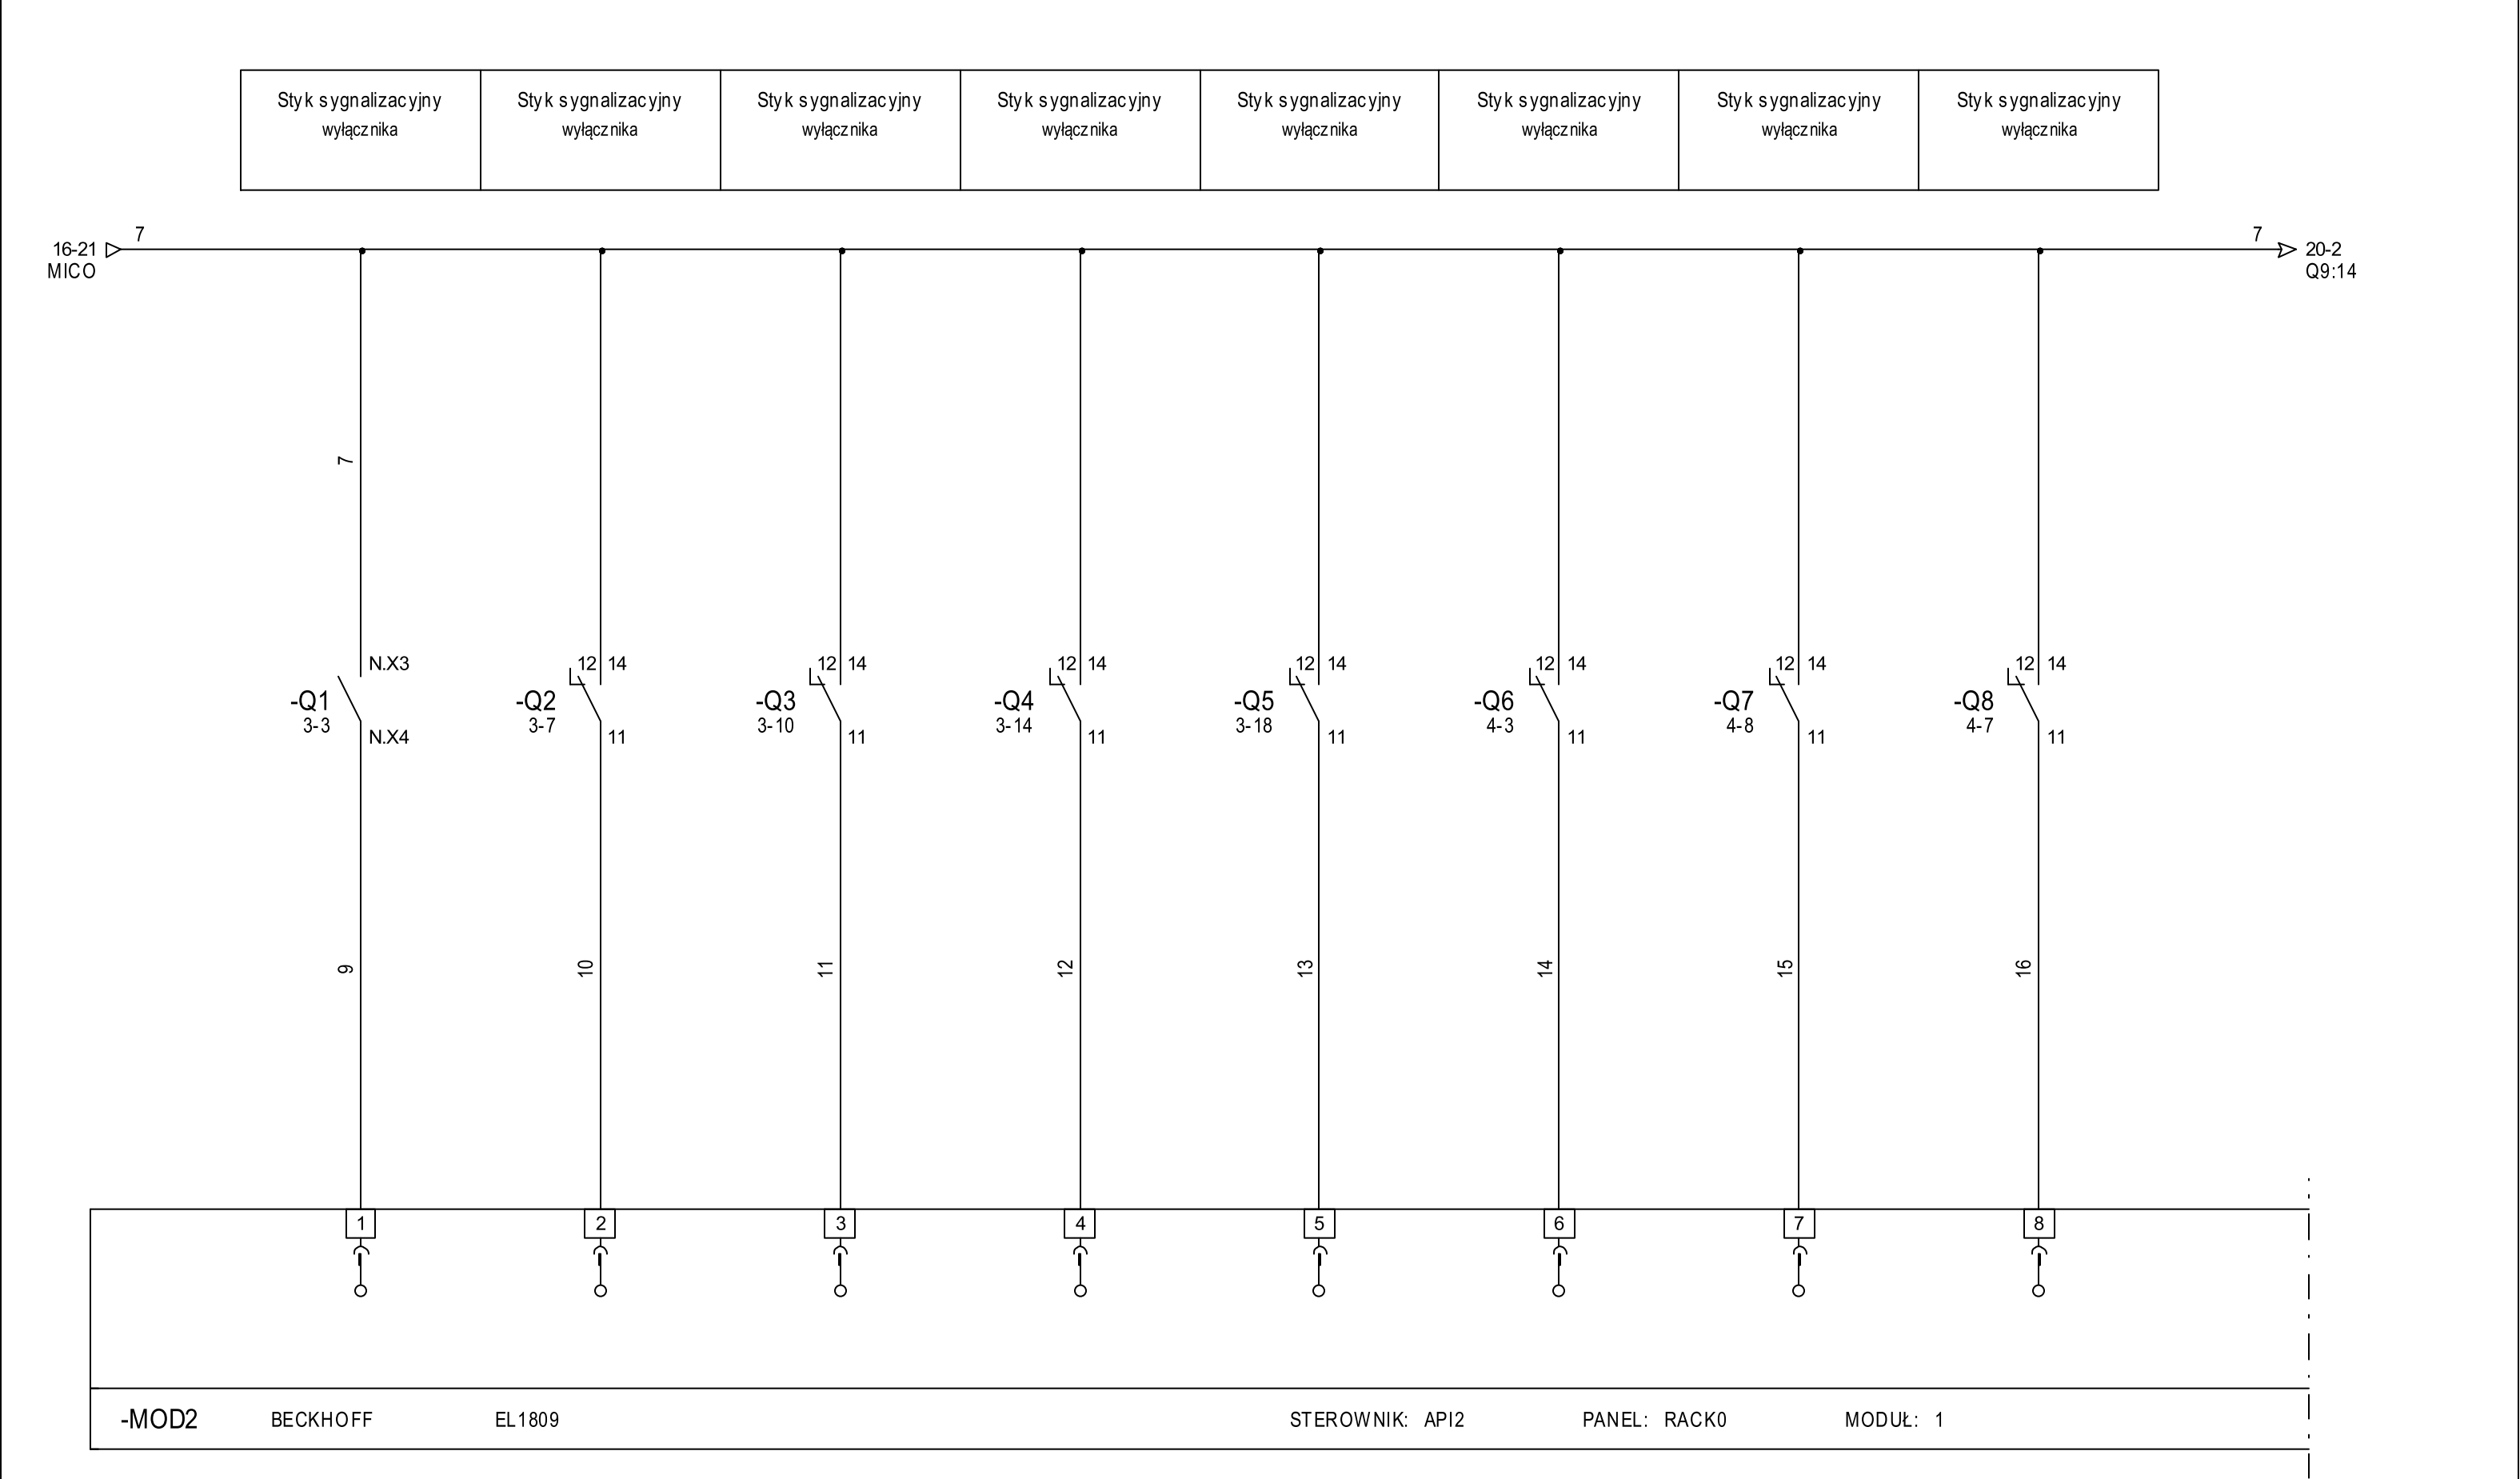 Styk sygnalizacyjny
wyłącznika
Styk sygnalizacyjny
wyłącznika
Styk sygnalizacyjny
wyłącznika
Styk sygnalizacyjny
wyłącznika
Styk sygnalizacyjny
wyłącznika
Styk sygnalizacyjny
wyłącznika
Styk sygnalizacyjny
wyłącznika
Styk sygnalizacyjny
wyłącznika
7
16-21
MICO
7
20-2
Q9:14
7
N.X3
-Q1
3-3
N.X4
12 14
-Q2
3-7
11
12 14
-Q3
3-10
11
12 14
-Q4
3-14
11
12 14
-Q5
3-18
11
12 14
-Q6
4-3
11
12 14
-Q7
4-8
11
12 14
-Q8
4-7
11
9
10
11
12
13
14
15
16
1
2
3
4
5
6
7
8
-MOD2 BECKHOFF EL1809 STEROWNIK: API2 PANEL: RACK0 MODUŁ: 1